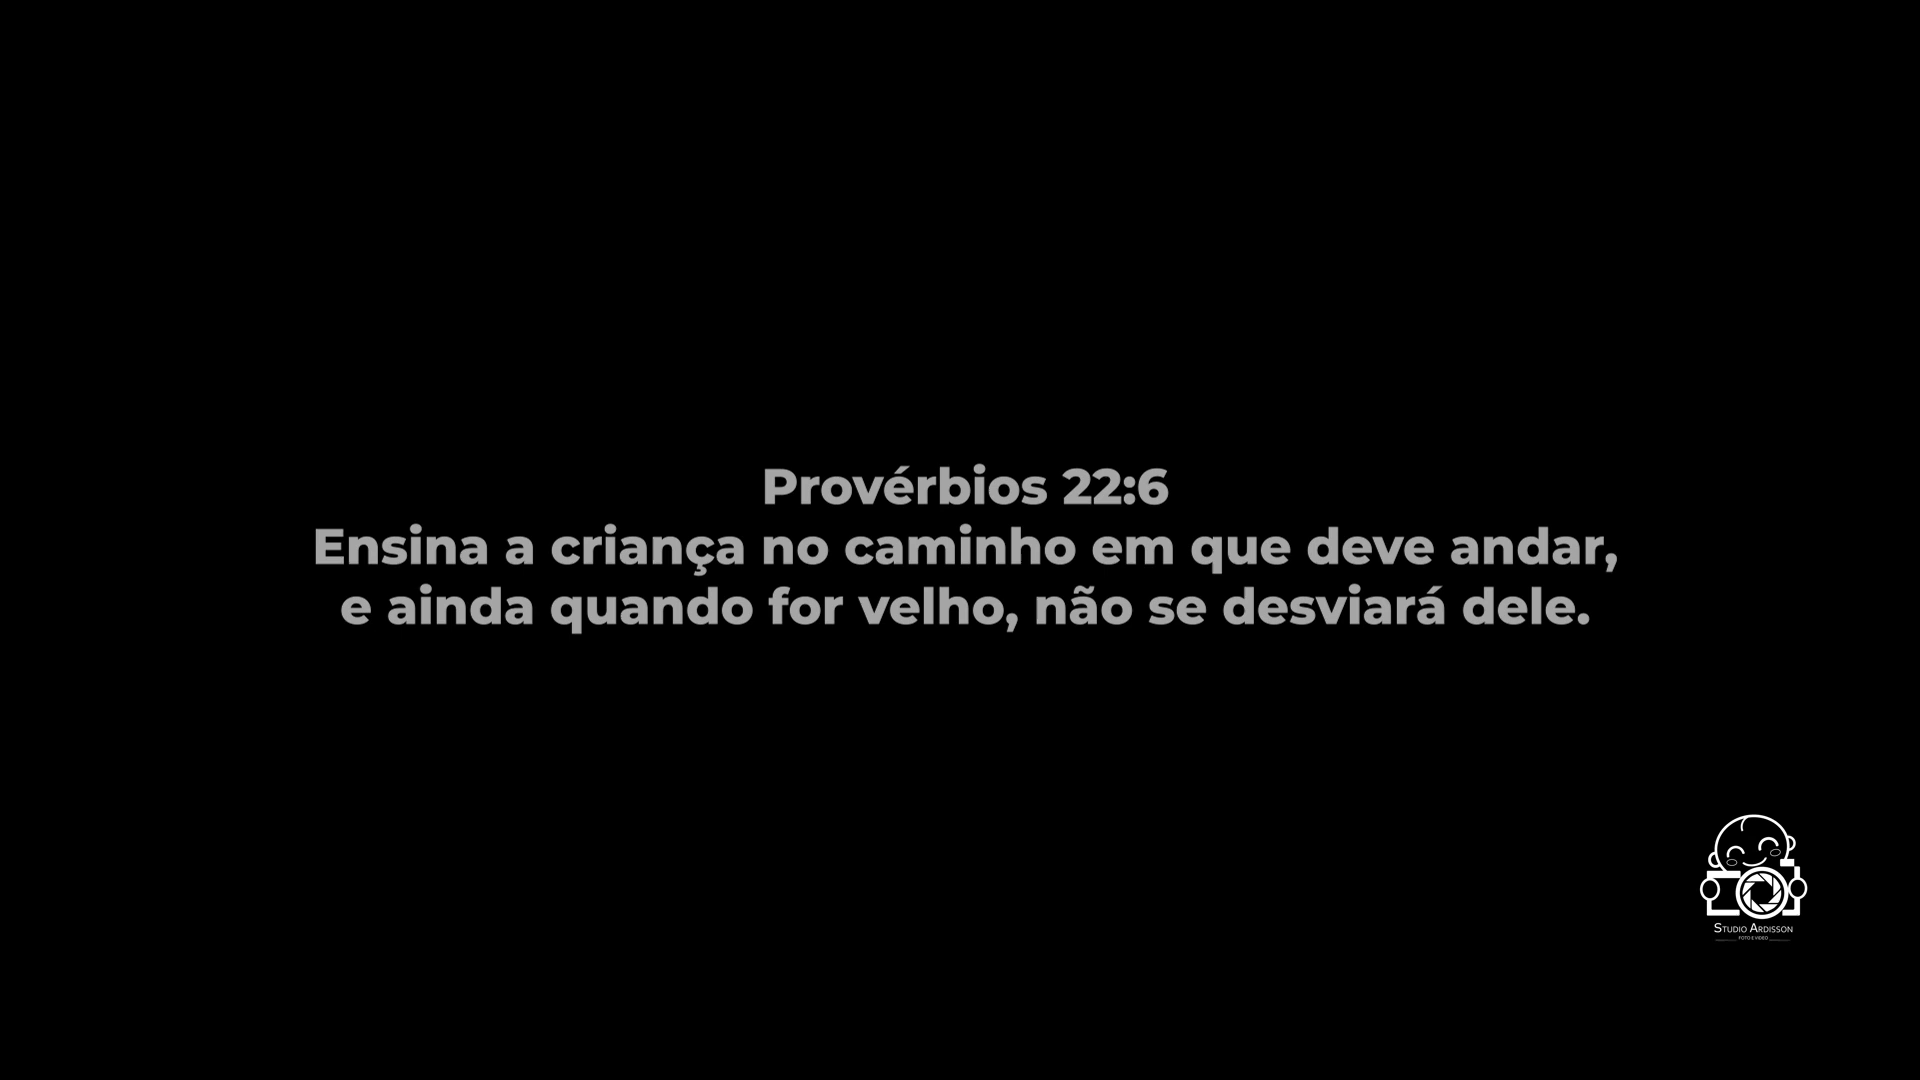 Provérbios 22:6
Ensina a criança no caminho em que deve andar,
e ainda quando for velho, não se desviará dele.
STUDIO ARDISSON
FOTO E VIDEO